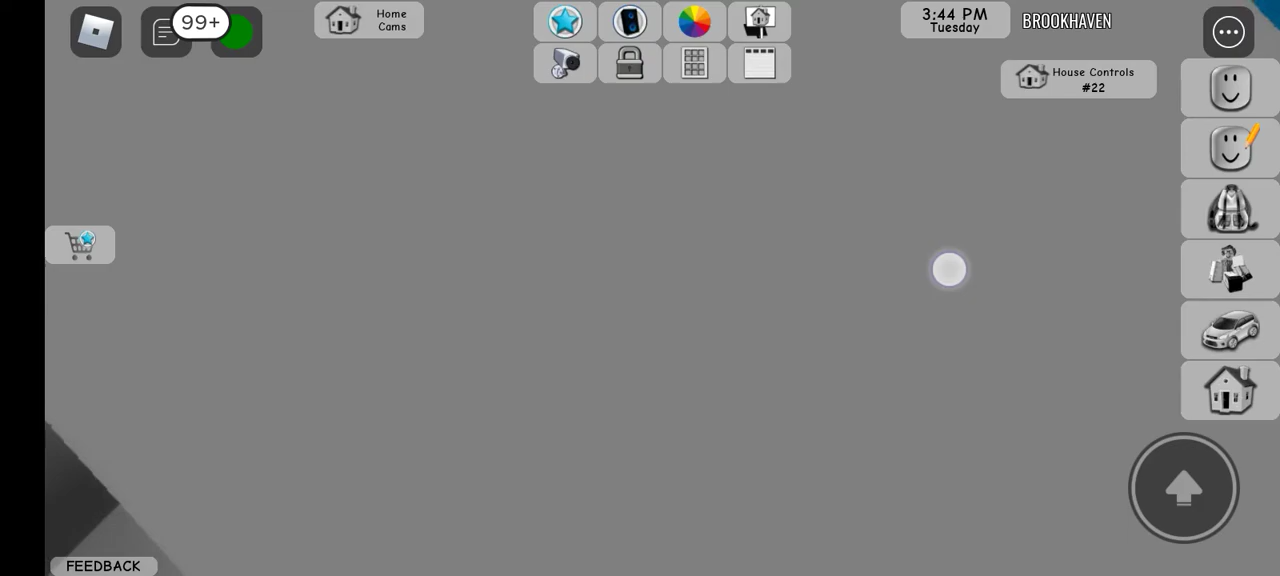 99+
Home
Cams
3:44 PM
Tuesday
BROOKHAVEN
House Controls
#22
FEEDBACK